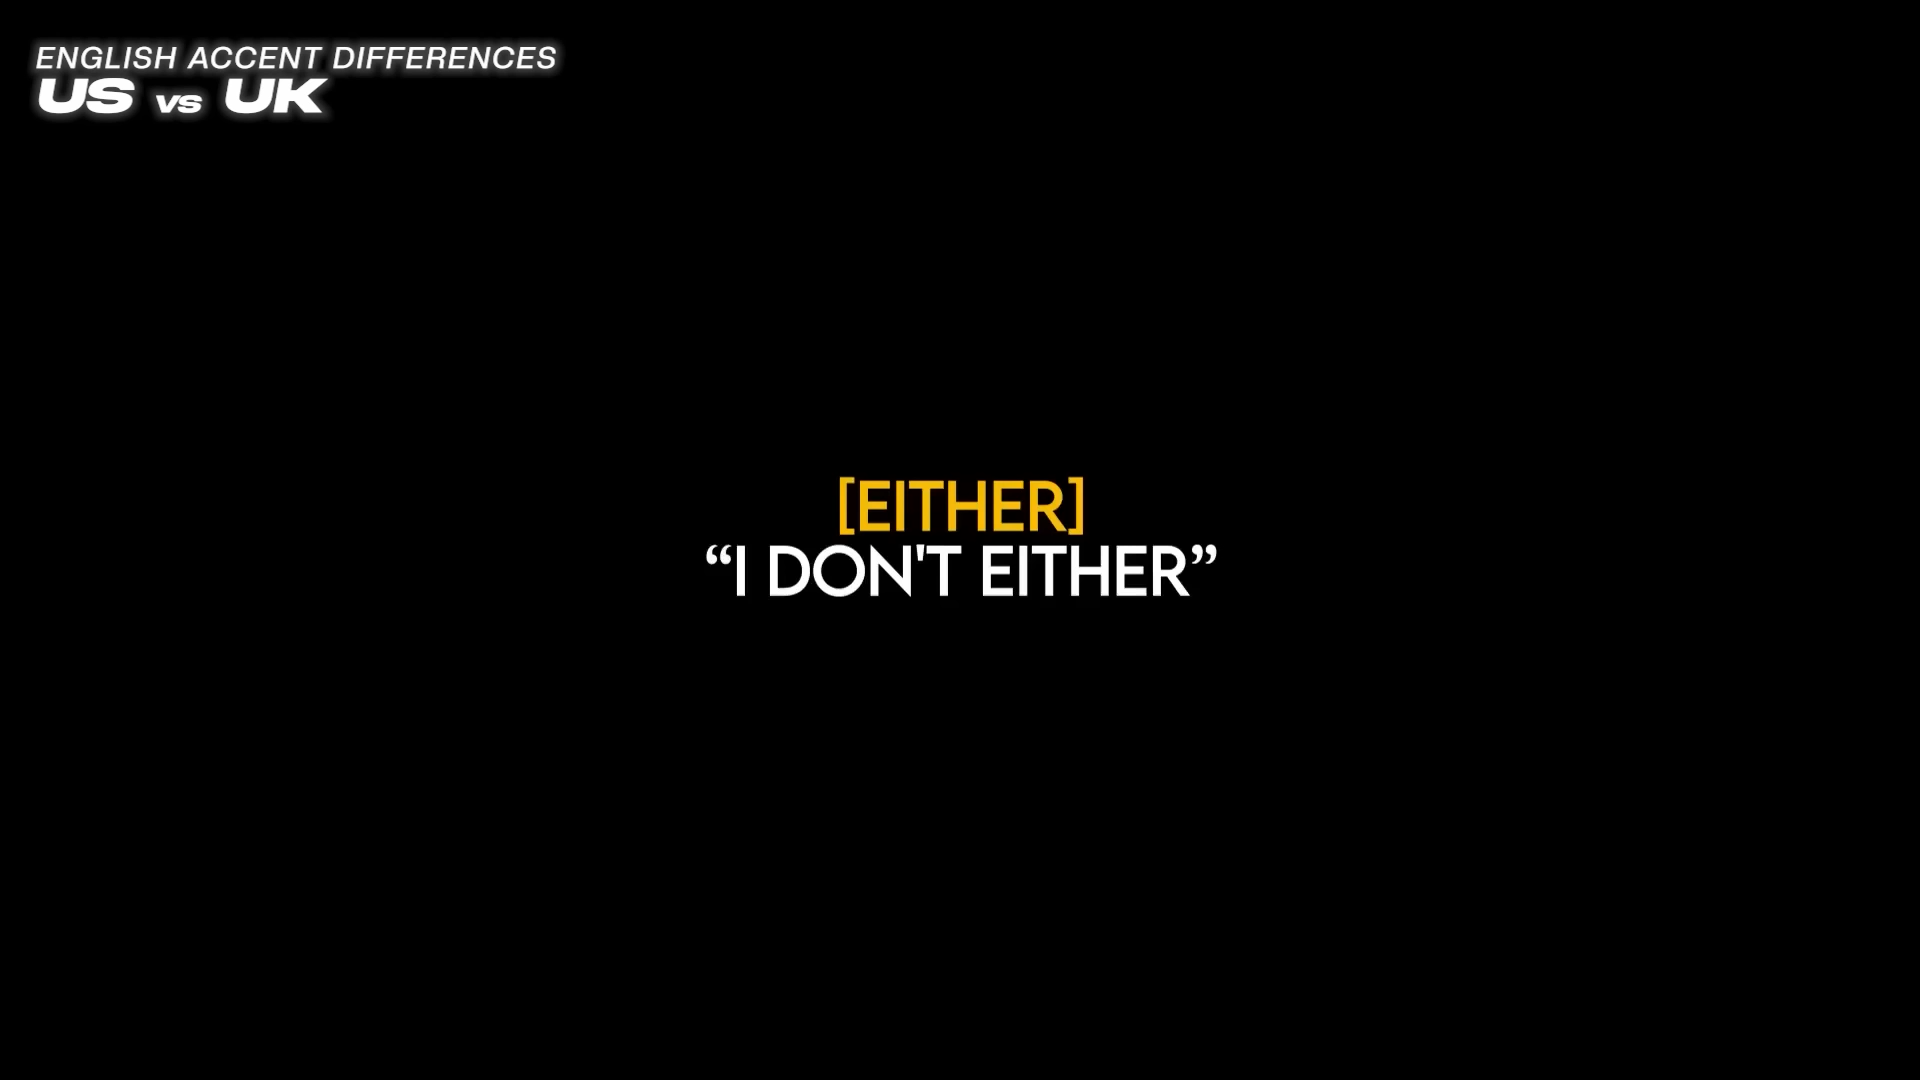 ENGLISH ACCENT DIFFERENCES
US vs UK
[EITHER]
“I DON'T EITHER”